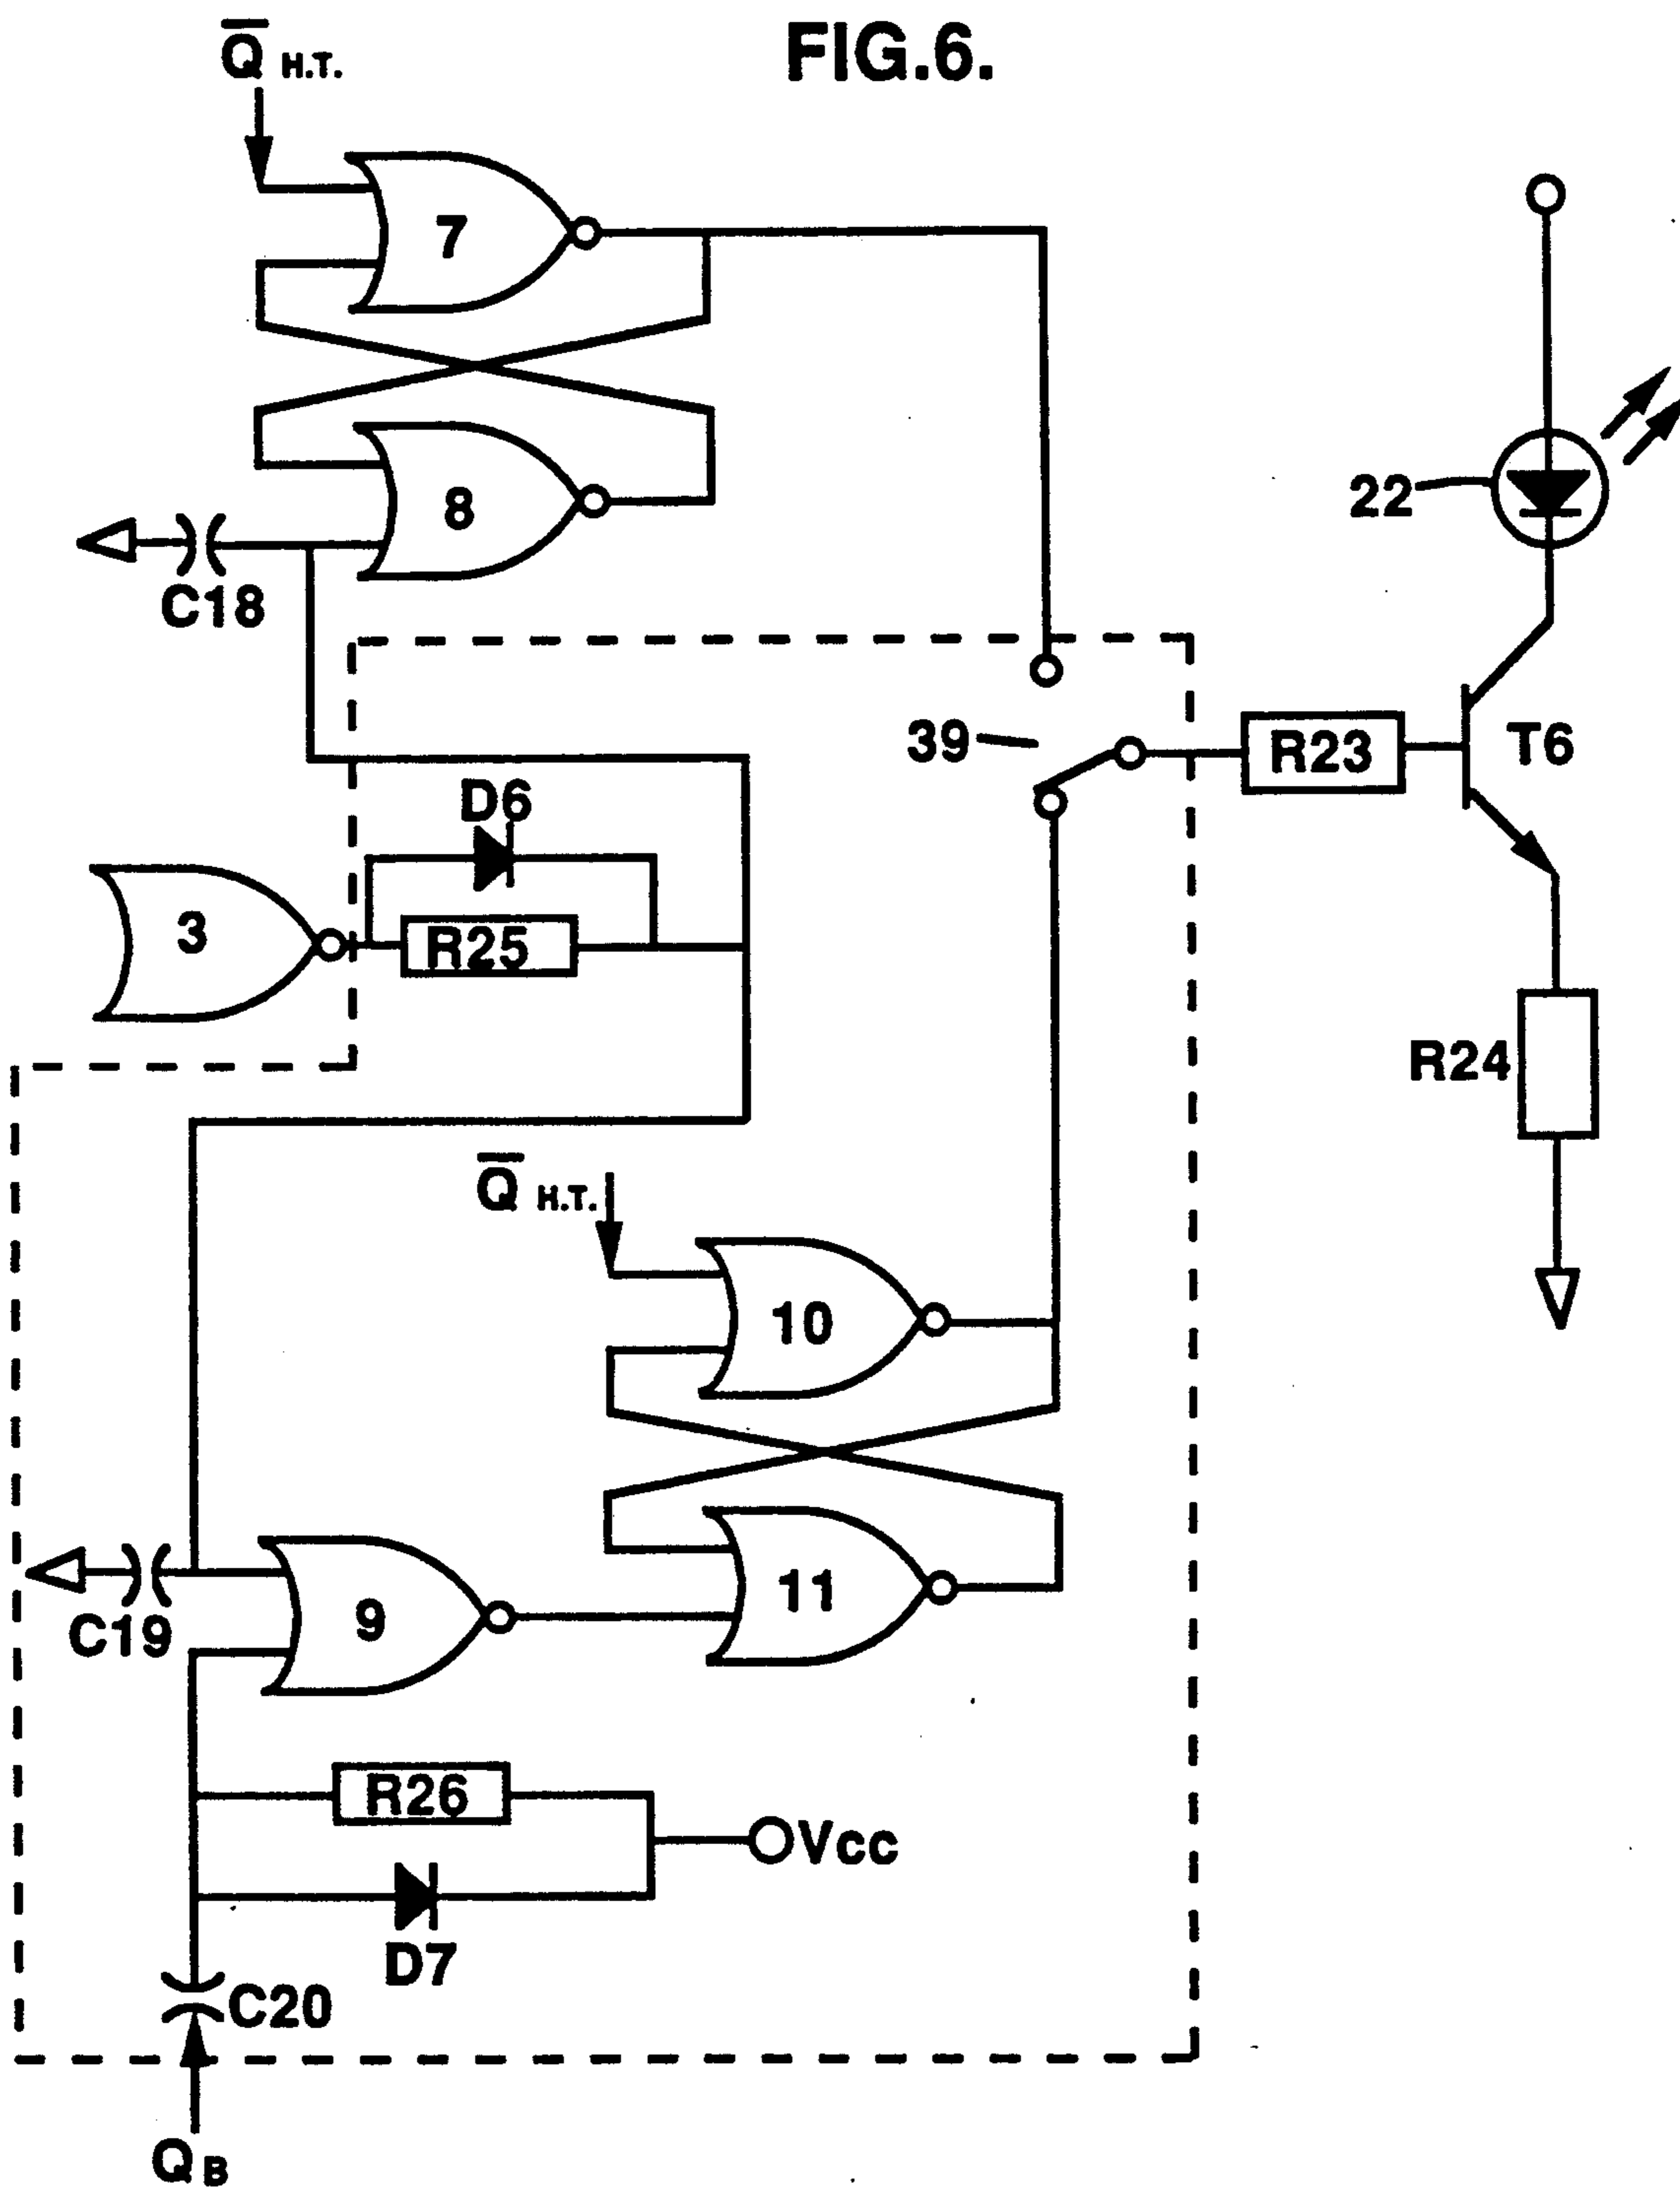 FIG.6.
Q̅ H.T.
7
8
C18
22
39
R23
T6
D6
3
R25
R24
Q̅ H.T.
10
11
9
C19
R26
Vcc
D7
C20
QB